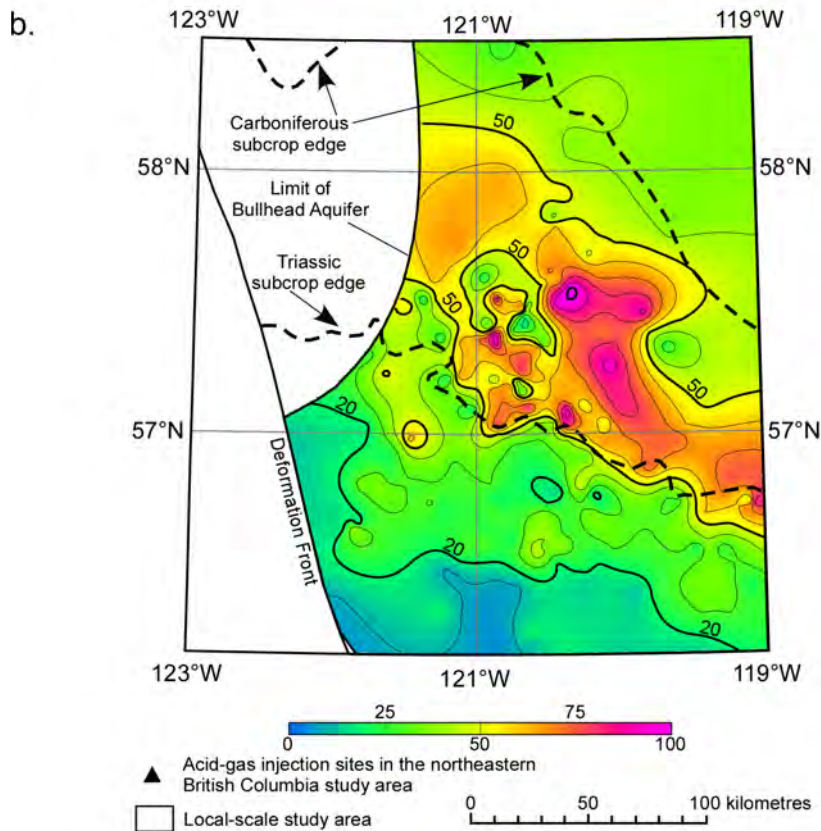 b.
123°W
121°W
119°W
Carboniferous
subcrop edge
50
58°N
58°N
Limit of
Bullhead Aquifer
50
Triassic
subcrop edge
50
50
20
57°N
57°N
Deformation Front
20
20
123°W
121°W
119°W
25
75
0
50
100
Acid-gas injection sites in the northeastern
British Columbia study area
Local-scale study area
0
50
100 kilometres